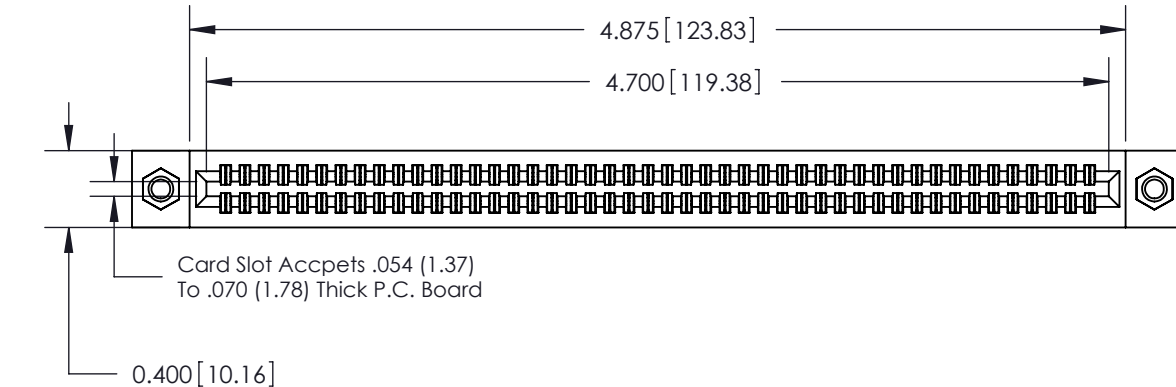 4.875[123.83]
4.700[119.38]
Card Slot Accpets .054 (1.37)
To .070 (1.78) Thick P.C. Board
0.400[10.16]